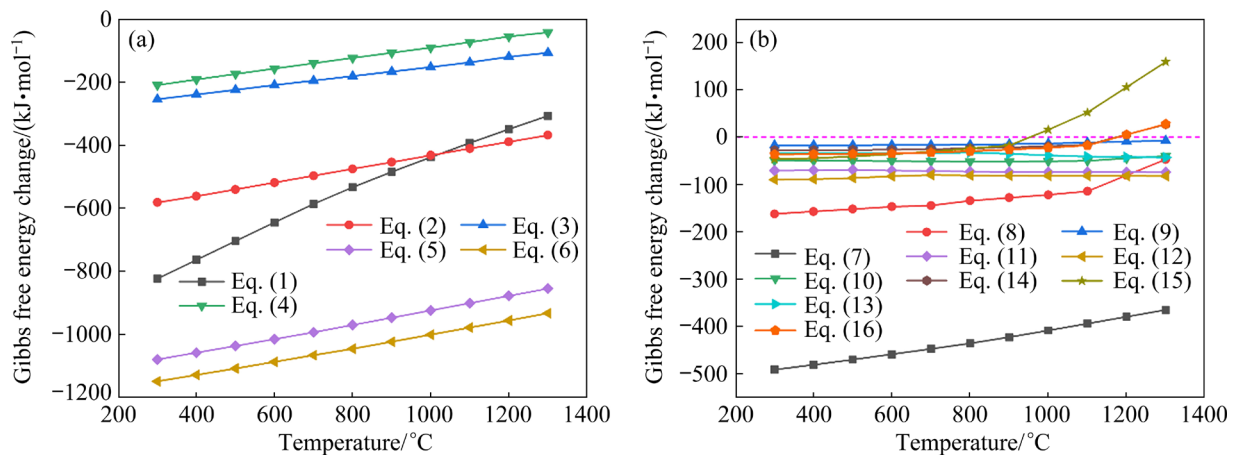 (a)
Gibbs free energy change/(kJ•mol⁻¹)
0
−200
−400
−600
−800
−1000
−1200
Eq. (2)
Eq. (3)
Eq. (5)
Eq. (6)
Eq. (1)
Eq. (4)
200 400 600 800 1000 1200 1400
Temperature/°C
(b)
Gibbs free energy change/(kJ•mol⁻¹)
200
100
0
−100
−200
−300
−400
−500
Eq. (8)
Eq. (9)
Eq. (7)
Eq. (11)
Eq. (12)
Eq. (10)
Eq. (14)
Eq. (15)
Eq. (13)
Eq. (16)
200 400 600 800 1000 1200 1400
Temperature/°C